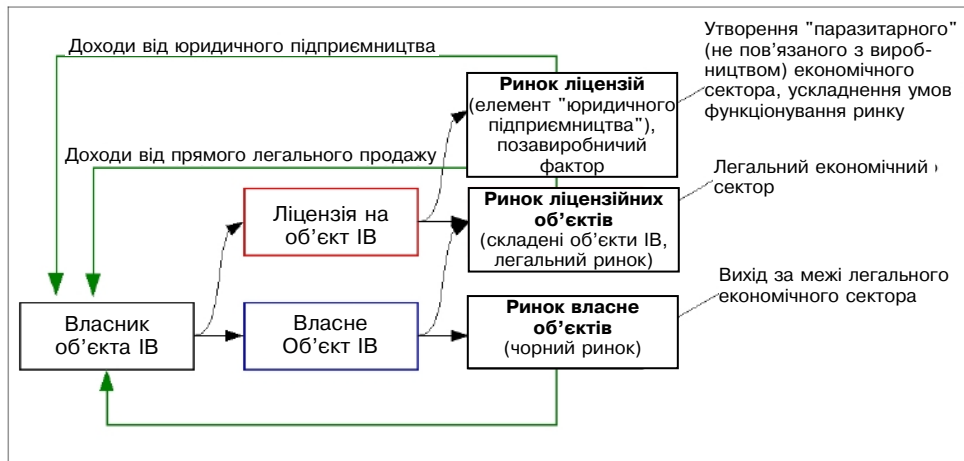 Доходи від юридичного підприємництва
Утворення "паразитарного"
(не пов’язаного з вироб-
ництвом) економічного
сектора, ускладнення умов
функціонування ринку
Ринок ліцензій
(елемент "юридичного
підприємництва"),
позавиробничий
фактор
Доходи від прямого легального продажу
Легальний економічний
сектор
Ліцензія на
об’єкт ІВ
Ринок ліцензійних
об’єктів
(складені об’єкти ІВ,
легальний ринок)
Вихід за межі легального
економічного сектора
Власник
об’єкта ІВ
Власне
Об’єкт ІВ
Ринок власне
об’єктів
(чорний ринок)